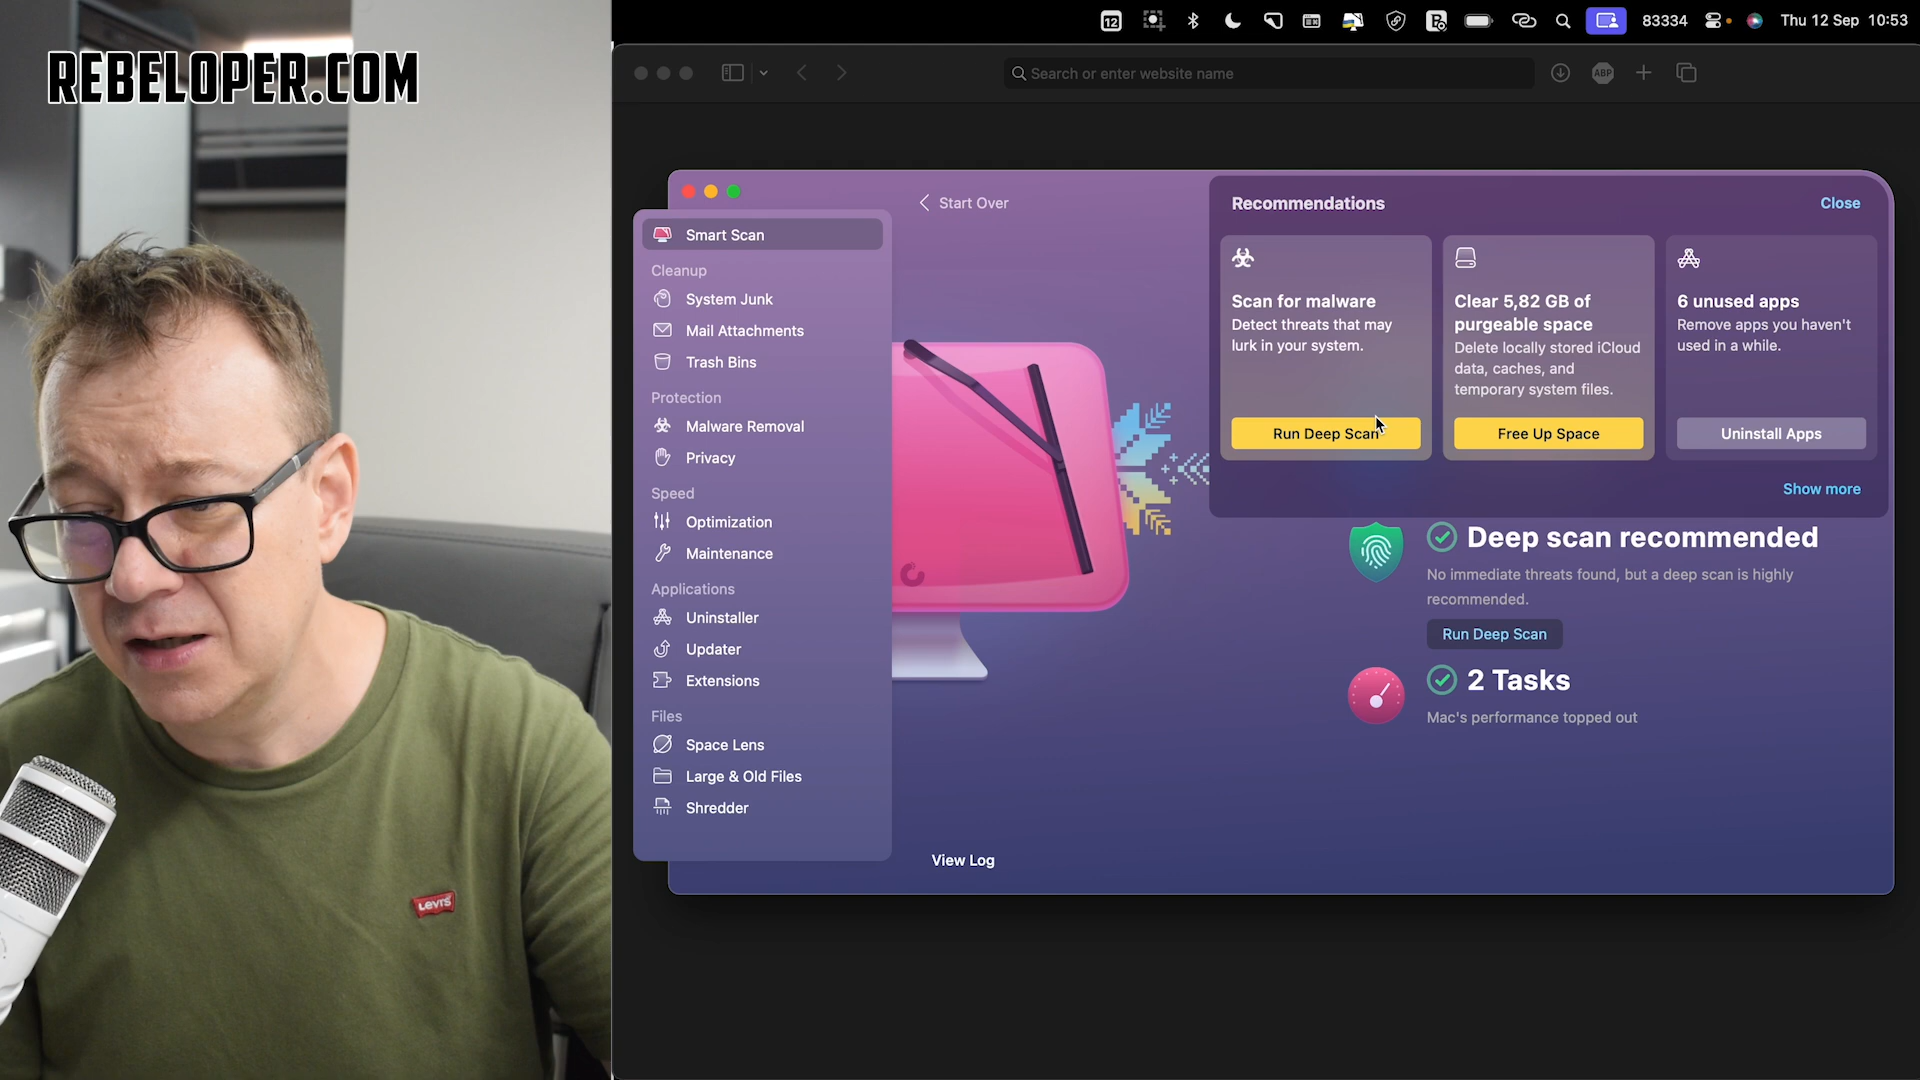 REBELOPER.COM
12
83334
Thu 12 Sep 10:53
Search or enter website name
ABP
Start Over
Smart Scan
Cleanup
System Junk
Mail Attachments
Trash Bins
Protection
Malware Removal
Privacy
Speed
Optimization
Maintenance
Applications
Uninstaller
Updater
Extensions
Files
Space Lens
Large & Old Files
Shredder
Recommendations
Close
Scan for malware
Detect threats that may
lurk in your system.
Run Deep Scan
Clear 5,82 GB of
purgeable space
Delete locally stored iCloud
data, caches, and
temporary system files.
Free Up Space
6 unused apps
Remove apps you haven't
used in a while.
Uninstall Apps
Show more
Deep scan recommended
No immediate threats found, but a deep scan is highly
recommended.
Run Deep Scan
2 Tasks
Mac's performance topped out
View Log
Levi's